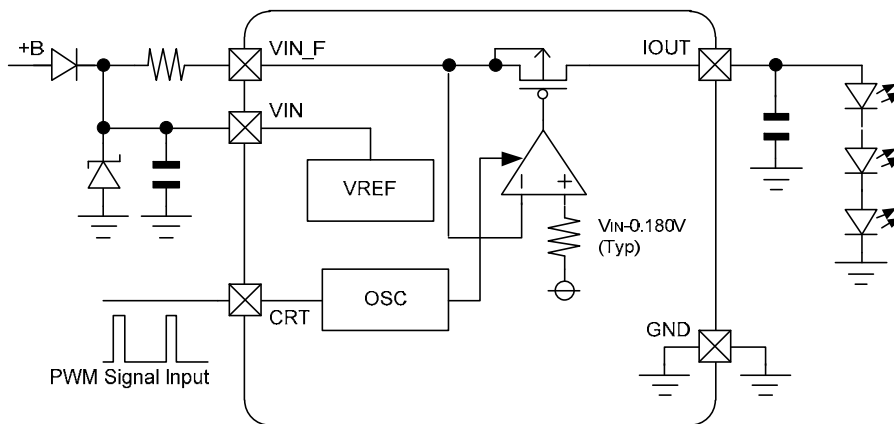 +B
VIN_F
IOUT
VIN
VREF
VIN-0.180V
(Typ)
CRT
OSC
GND
PWM Signal Input